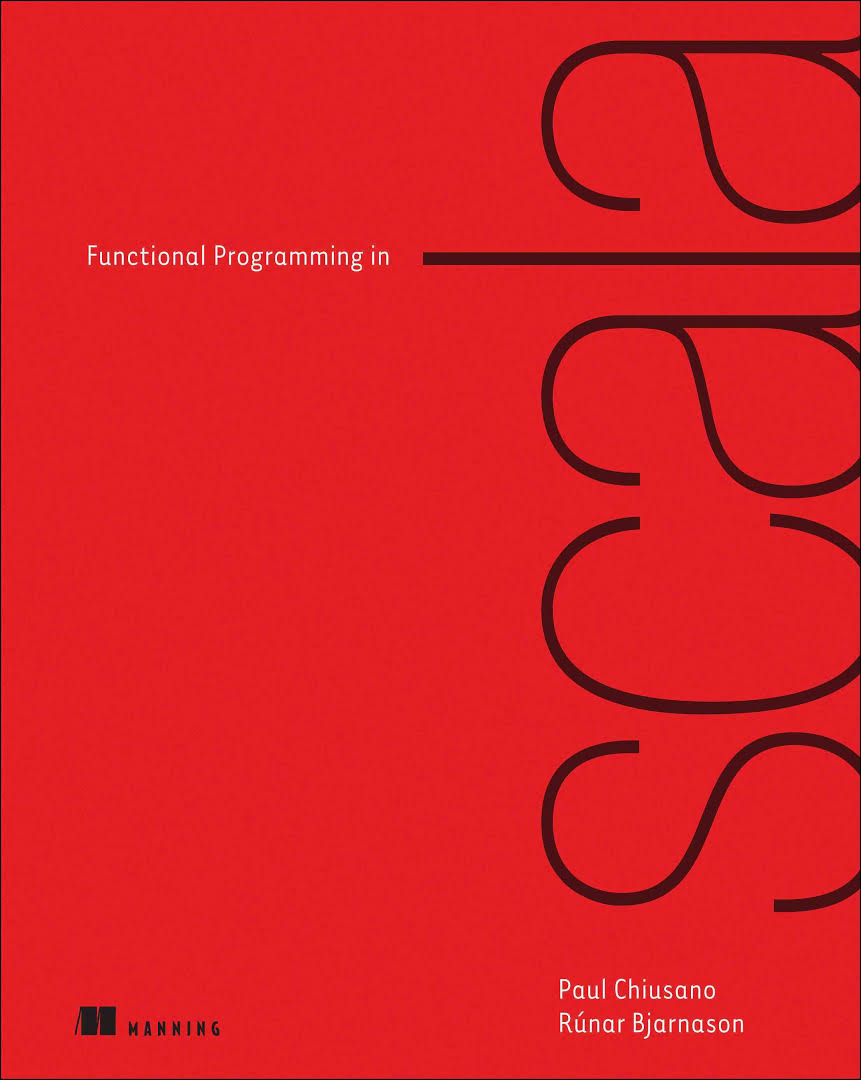 Functional Programming in
scala
Paul Chiusano
Rúnar Bjarnason
MANNING